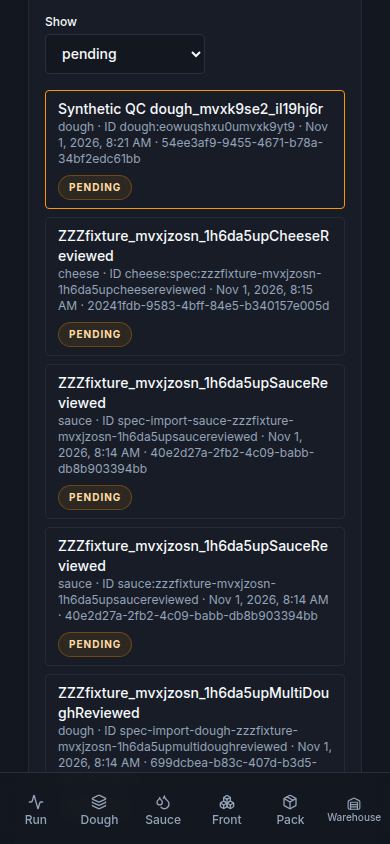 Show
pending
Synthetic QC dough_mvxk9se2_il19hj6r
dough · ID dough:eowuqshxu0umvxk9yt9 · Nov
1, 2026, 8:21 AM · 54ee3af9-9455-4671-b78a-
34bf2edc61bb
PENDING
ZZZfixture_mvxjzosn_1h6da5upCheeseR
eviewed
cheese · ID cheese:spec:zzzfixture-mvxjzosn-
1h6da5upcheesereviewed · Nov 1, 2026, 8:15
AM · 20241fdb-9583-4bff-84e5-b340157e005d
PENDING
ZZZfixture_mvxjzosn_1h6da5upSauceRe
viewed
sauce · ID spec-import-sauce-zzzfixture-
mvxjzosn-1h6da5upsaucereviewed · Nov 1,
2026, 8:14 AM · 40e2d27a-2fb2-4c09-babb-
db8b903394bb
PENDING
ZZZfixture_mvxjzosn_1h6da5upSauceRe
viewed
sauce · ID sauce:zzzfixture-mvxjzosn-
1h6da5upsaucereviewed · Nov 1, 2026, 8:14 AM
· 40e2d27a-2fb2-4c09-babb-db8b903394bb
PENDING
ZZZfixture_mvxjzosn_1h6da5upMultiDou
ghReviewed
dough · ID spec-import-dough-zzzfixture-
mvxjzosn-1h6da5upmultidoughreviewed · Nov 1,
2026, 8:14 AM · 699dcbea-b83c-407d-b3d5-
Run
Dough
Sauce
Front
Pack
Warehouse